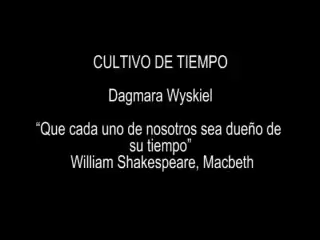 CULTIVO DE TIEMPO
Dagmara Wyskiel
“Que cada uno de nosotros sea dueño de
su tiempo”
William Shakespeare, Macbeth